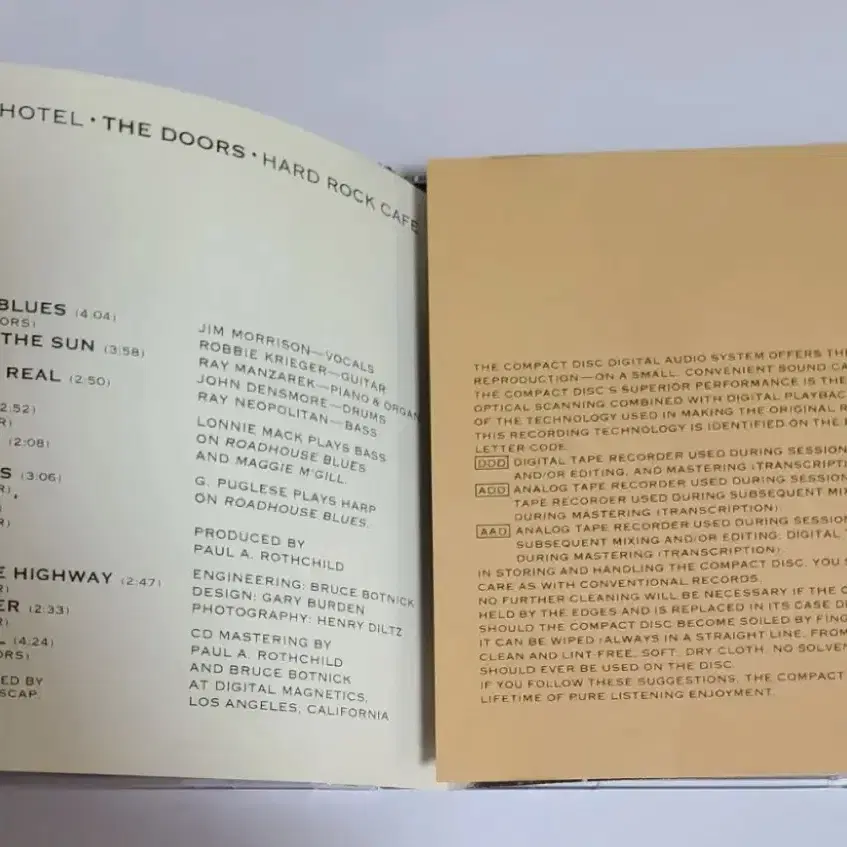 HOTEL • THE DOORS • HARD ROCK CAFE
BLUES (4:04)
ORS)
THE SUN (3:58)
REAL (2:50)
2:52)
R)
(2:08)
S (3:06)
R),
)
R)
E HIGHWAY (2:47)
R)
ER (2:33)
R)
L (4:24)
ORS)
ED BY
SCAP.
JIM MORRISON—VOCALS
ROBBIE KRIEGER—GUITAR
RAY MANZAREK—PIANO & ORGAN
JOHN DENSMORE—DRUMS
RAY NEOPOLITAN—BASS
LONNIE MACK PLAYS BASS
ON ROADHOUSE BLUES
AND MAGGIE M'GILL.
G. PUGLESE PLAYS HARP
ON ROADHOUSE BLUES.
PRODUCED BY
PAUL A. ROTHCHILD
ENGINEERING: BRUCE BOTNICK
DESIGN: GARY BURDEN
PHOTOGRAPHY: HENRY DILTZ
CD MASTERING BY
PAUL A. ROTHCHILD
AND BRUCE BOTNICK
AT DIGITAL MAGNETICS,
LOS ANGELES, CALIFORNIA
THE COMPACT DISC DIGITAL AUDIO SYSTEM OFFERS THE
REPRODUCTION—ON A SMALL, CONVENIENT SOUND CA
THE COMPACT DISC'S SUPERIOR PERFORMANCE IS THE
OPTICAL SCANNING COMBINED WITH DIGITAL PLAYBAC
OF THE TECHNOLOGY USED IN MAKING THE ORIGINAL R
THIS RECORDING TECHNOLOGY IS IDENTIFIED ON THE
LETTER CODE:
DDD DIGITAL TAPE RECORDER USED DURING SESSION
AND/OR EDITING, AND MASTERING (TRANSCRIPTI
ADD ANALOG TAPE RECORDER USED DURING SESSION
TAPE RECORDER USED DURING SUBSEQUENT MIX
DURING MASTERING (TRANSCRIPTION)
AAD ANALOG TAPE RECORDER USED DURING SESSIO
SUBSEQUENT MIXING AND/OR EDITING; DIGITAL T
DURING MASTERING (TRANSCRIPTION).
IN STORING AND HANDLING THE COMPACT DISC, YOU S
CARE AS WITH CONVENTIONAL RECORDS.
NO FURTHER CLEANING WILL BE NECESSARY IF THE C
HELD BY THE EDGES AND IS REPLACED IN ITS CASE DI
SHOULD THE COMPACT DISC BECOME SOILED BY FING
IT CAN BE WIPED (ALWAYS IN A STRAIGHT LINE, FROM
CLEAN AND LINT-FREE, SOFT, DRY CLOTH. NO SOLVEN
SHOULD EVER BE USED ON THE DISC.
IF YOU FOLLOW THESE SUGGESTIONS, THE COMPACT
LIFETIME OF PURE LISTENING ENJOYMENT.